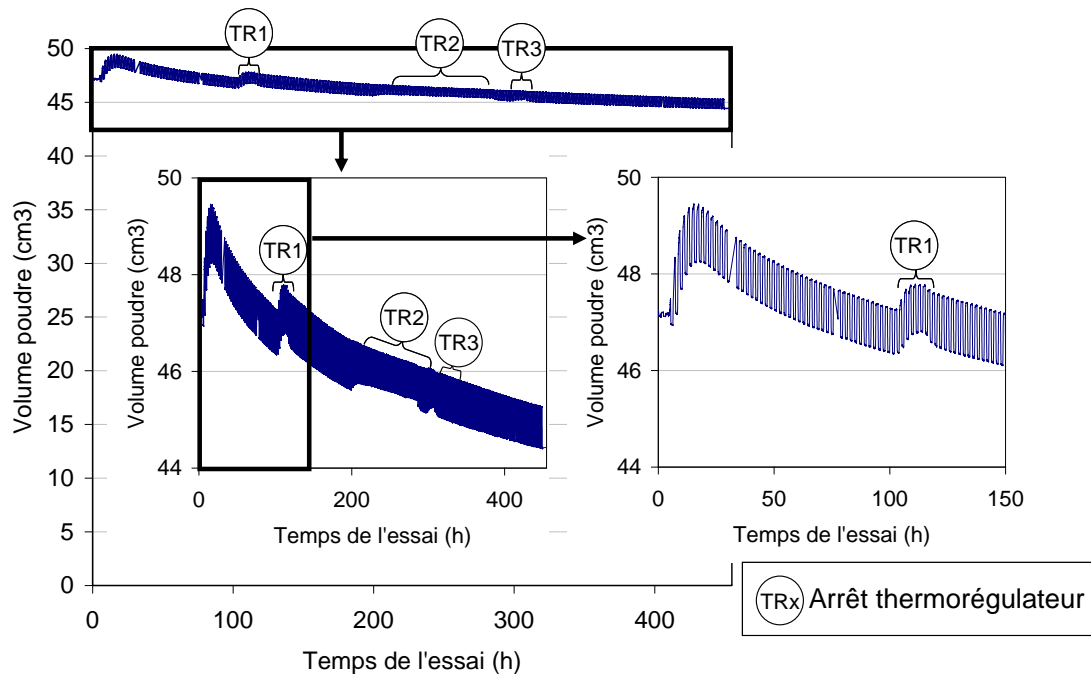 TR1
TR2
TR3
50
45
40
35
30
25
20
15
10
5
0
Volume poudre (cm3)
0
100
200
300
400
Temps de l'essai (h)
50
48
46
44
Volume poudre (cm3)
TR1
TR2
TR3
0
200
400
Temps de l'essai (h)
50
48
46
44
Volume poudre (cm3)
TR1
0
50
100
150
Temps de l'essai (h)
TRx Arrêt thermorégulateur